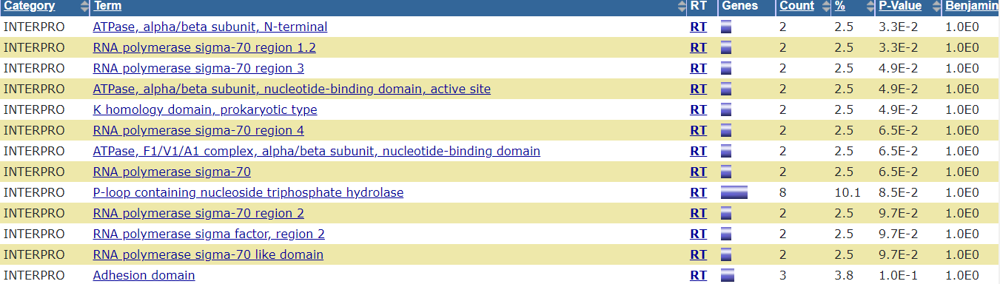 Category Term RT Genes Count % P-Value Benjamin
INTERPRO ATPase, alpha/beta subunit, N-terminal RT 2 2.5 3.3E-2 1.0E0
INTERPRO RNA polymerase sigma-70 region 1.2 RT 2 2.5 3.3E-2 1.0E0
INTERPRO RNA polymerase sigma-70 region 3 RT 2 2.5 4.9E-2 1.0E0
INTERPRO ATPase, alpha/beta subunit, nucleotide-binding domain, active site RT 2 2.5 4.9E-2 1.0E0
INTERPRO K homology domain, prokaryotic type RT 2 2.5 4.9E-2 1.0E0
INTERPRO RNA polymerase sigma-70 region 4 RT 2 2.5 6.5E-2 1.0E0
INTERPRO ATPase, F1/V1/A1 complex, alpha/beta subunit, nucleotide-binding domain RT 2 2.5 6.5E-2 1.0E0
INTERPRO RNA polymerase sigma-70 RT 2 2.5 6.5E-2 1.0E0
INTERPRO P-loop containing nucleoside triphosphate hydrolase RT 8 10.1 8.5E-2 1.0E0
INTERPRO RNA polymerase sigma-70 region 2 RT 2 2.5 9.7E-2 1.0E0
INTERPRO RNA polymerase sigma factor, region 2 RT 2 2.5 9.7E-2 1.0E0
INTERPRO RNA polymerase sigma-70 like domain RT 2 2.5 9.7E-2 1.0E0
INTERPRO Adhesion domain RT 3 3.8 1.0E-1 1.0E0